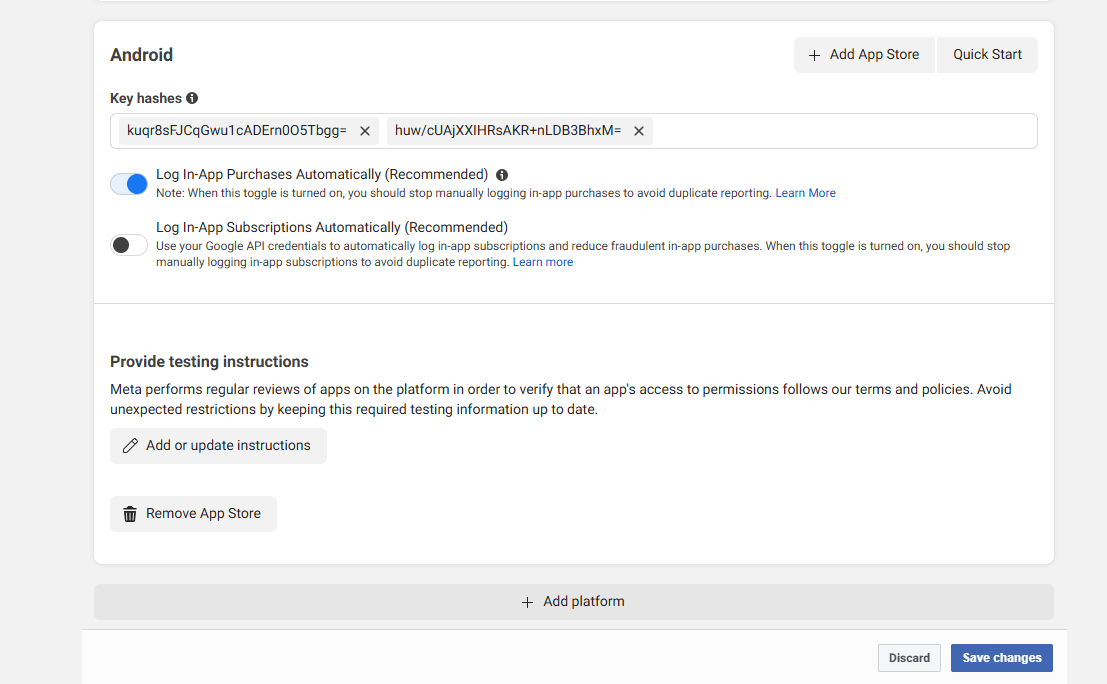 Android
Add App Store
Quick Start
Key hashes
kuqr8sFJCqGwu1cADErn0O5Tbgg=
huw/cUAjXXIHRsAKR+nLDB3BhxM=
Log In-App Purchases Automatically (Recommended)
Note: When this toggle is turned on, you should stop manually logging in-app purchases to avoid duplicate reporting. Learn More
Log In-App Subscriptions Automatically (Recommended)
Use your Google API credentials to automatically log in-app subscriptions and reduce fraudulent in-app purchases. When this toggle is turned on, you should stop
manually logging in-app subscriptions to avoid duplicate reporting. Learn more
Provide testing instructions
Meta performs regular reviews of apps on the platform in order to verify that an app's access to permissions follows our terms and policies. Avoid
unexpected restrictions by keeping this required testing information up to date.
Add or update instructions
Remove App Store
Add platform
Discard
Save changes